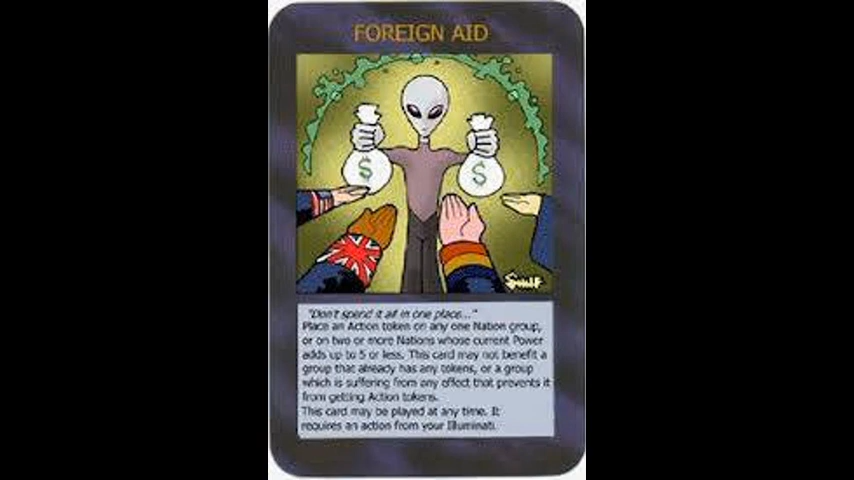 FOREIGN AID
$ $
"Don't spend it all in one place..."
Place an Action token on any one Nation group,
or on two or more Nations whose current Power
adds up to 5 or less. This card may not benefit a
group that already has any tokens, or a group
which is suffering from any effect that prevents it
from getting Action tokens.
This card may be played at any time. It
requires an action from your Illuminati.